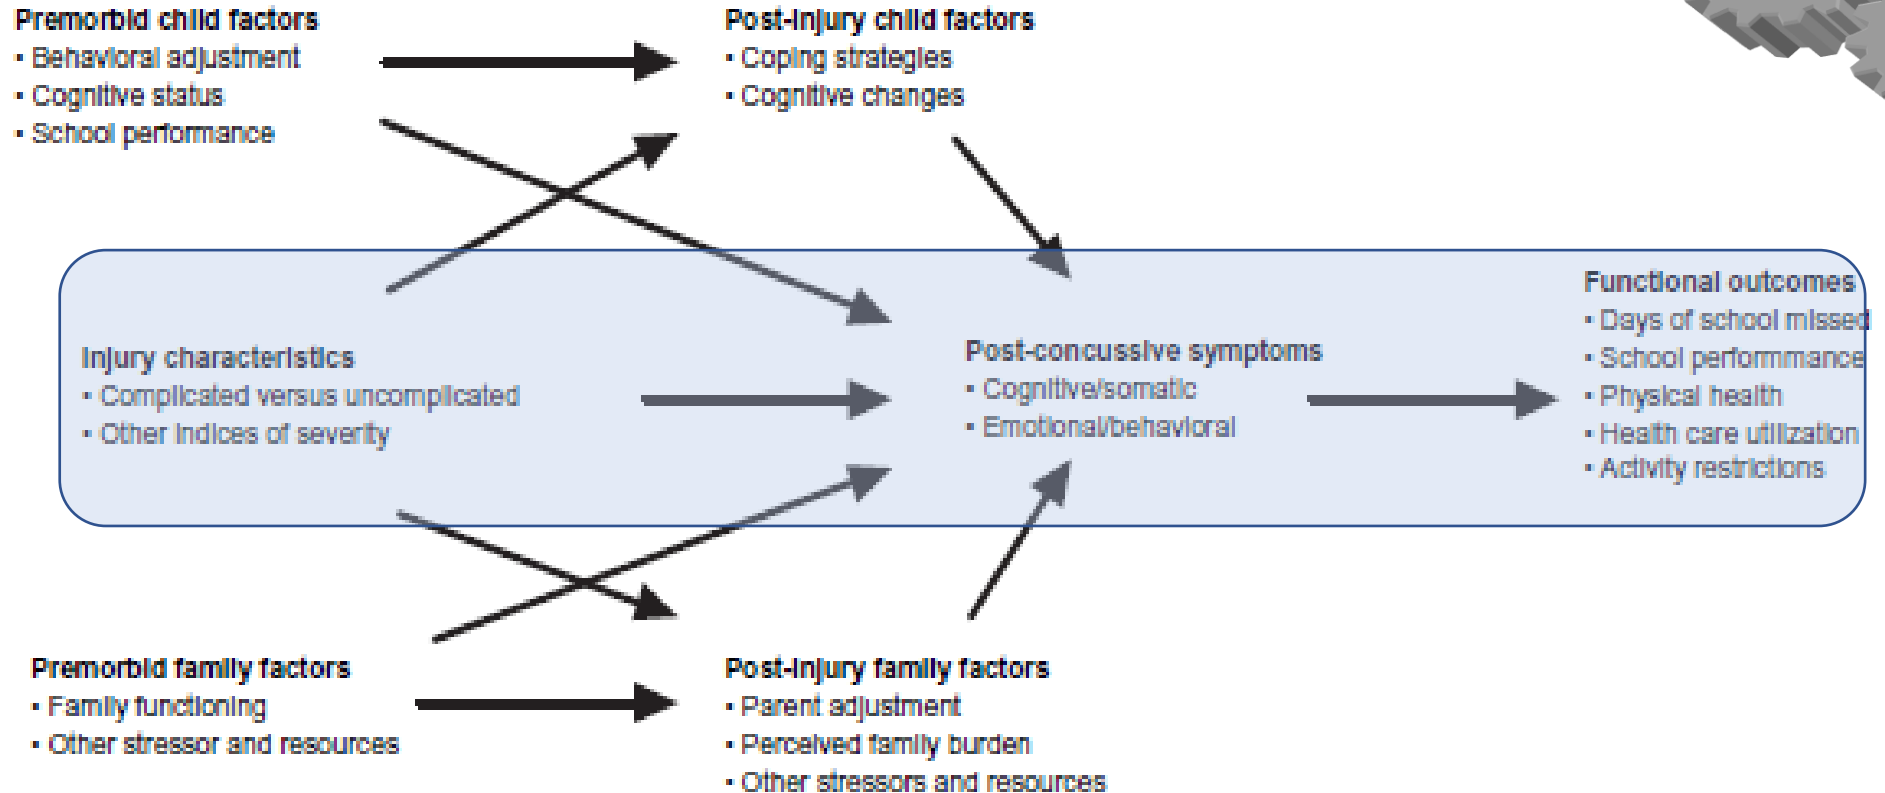 Premorbid child factors
▪ Behavioral adjustment
▪ Cognitive status
▪ School performance
Post-injury child factors
▪ Coping strategies
▪ Cognitive changes
Injury characteristics
▪ Complicated versus uncomplicated
▪ Other indices of severity
Post-concussive symptoms
▪ Cognitive/somatic
▪ Emotional/behavioral
Functional outcomes
▪ Days of school missed
▪ School performmance
▪ Physical health
▪ Health care utilization
▪ Activity restrictions
Premorbid family factors
▪ Family functioning
▪ Other stressor and resources
Post-injury family factors
▪ Parent adjustment
▪ Perceived family burden
▪ Other stressors and resources